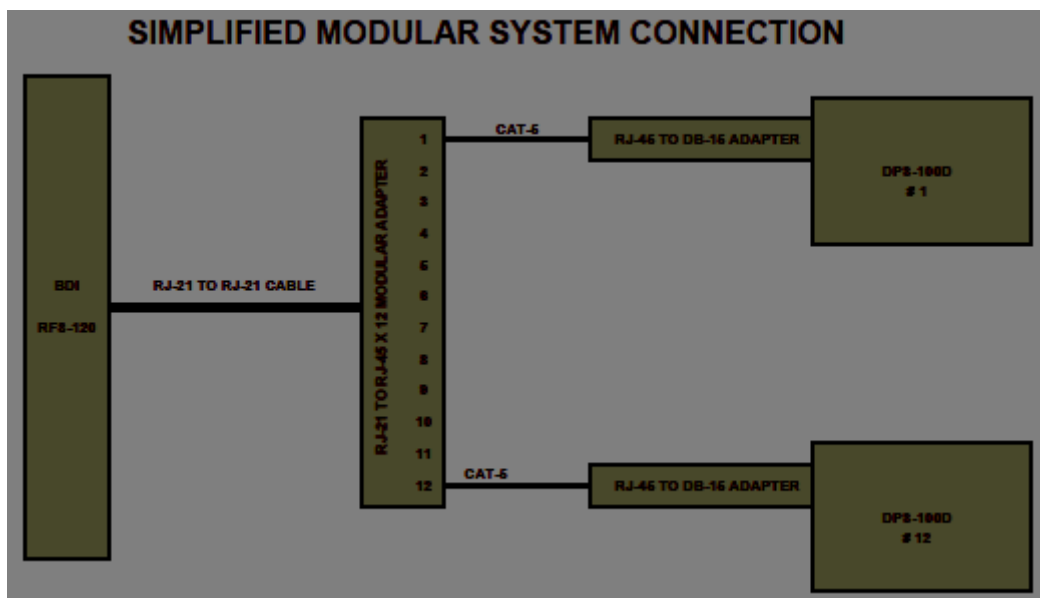 SIMPLIFIED MODULAR SYSTEM CONNECTION
BDI
RFS-120
RJ-21 TO RJ-21 CABLE
RJ-21 TO RJ-45 X 12 MODULAR ADAPTER
1
2
3
4
5
6
7
8
9
10
11
12
CAT-5
RJ-45 TO DB-15 ADAPTER
DPS-100D
# 1
CAT-5
RJ-45 TO DB-15 ADAPTER
DPS-100D
# 12